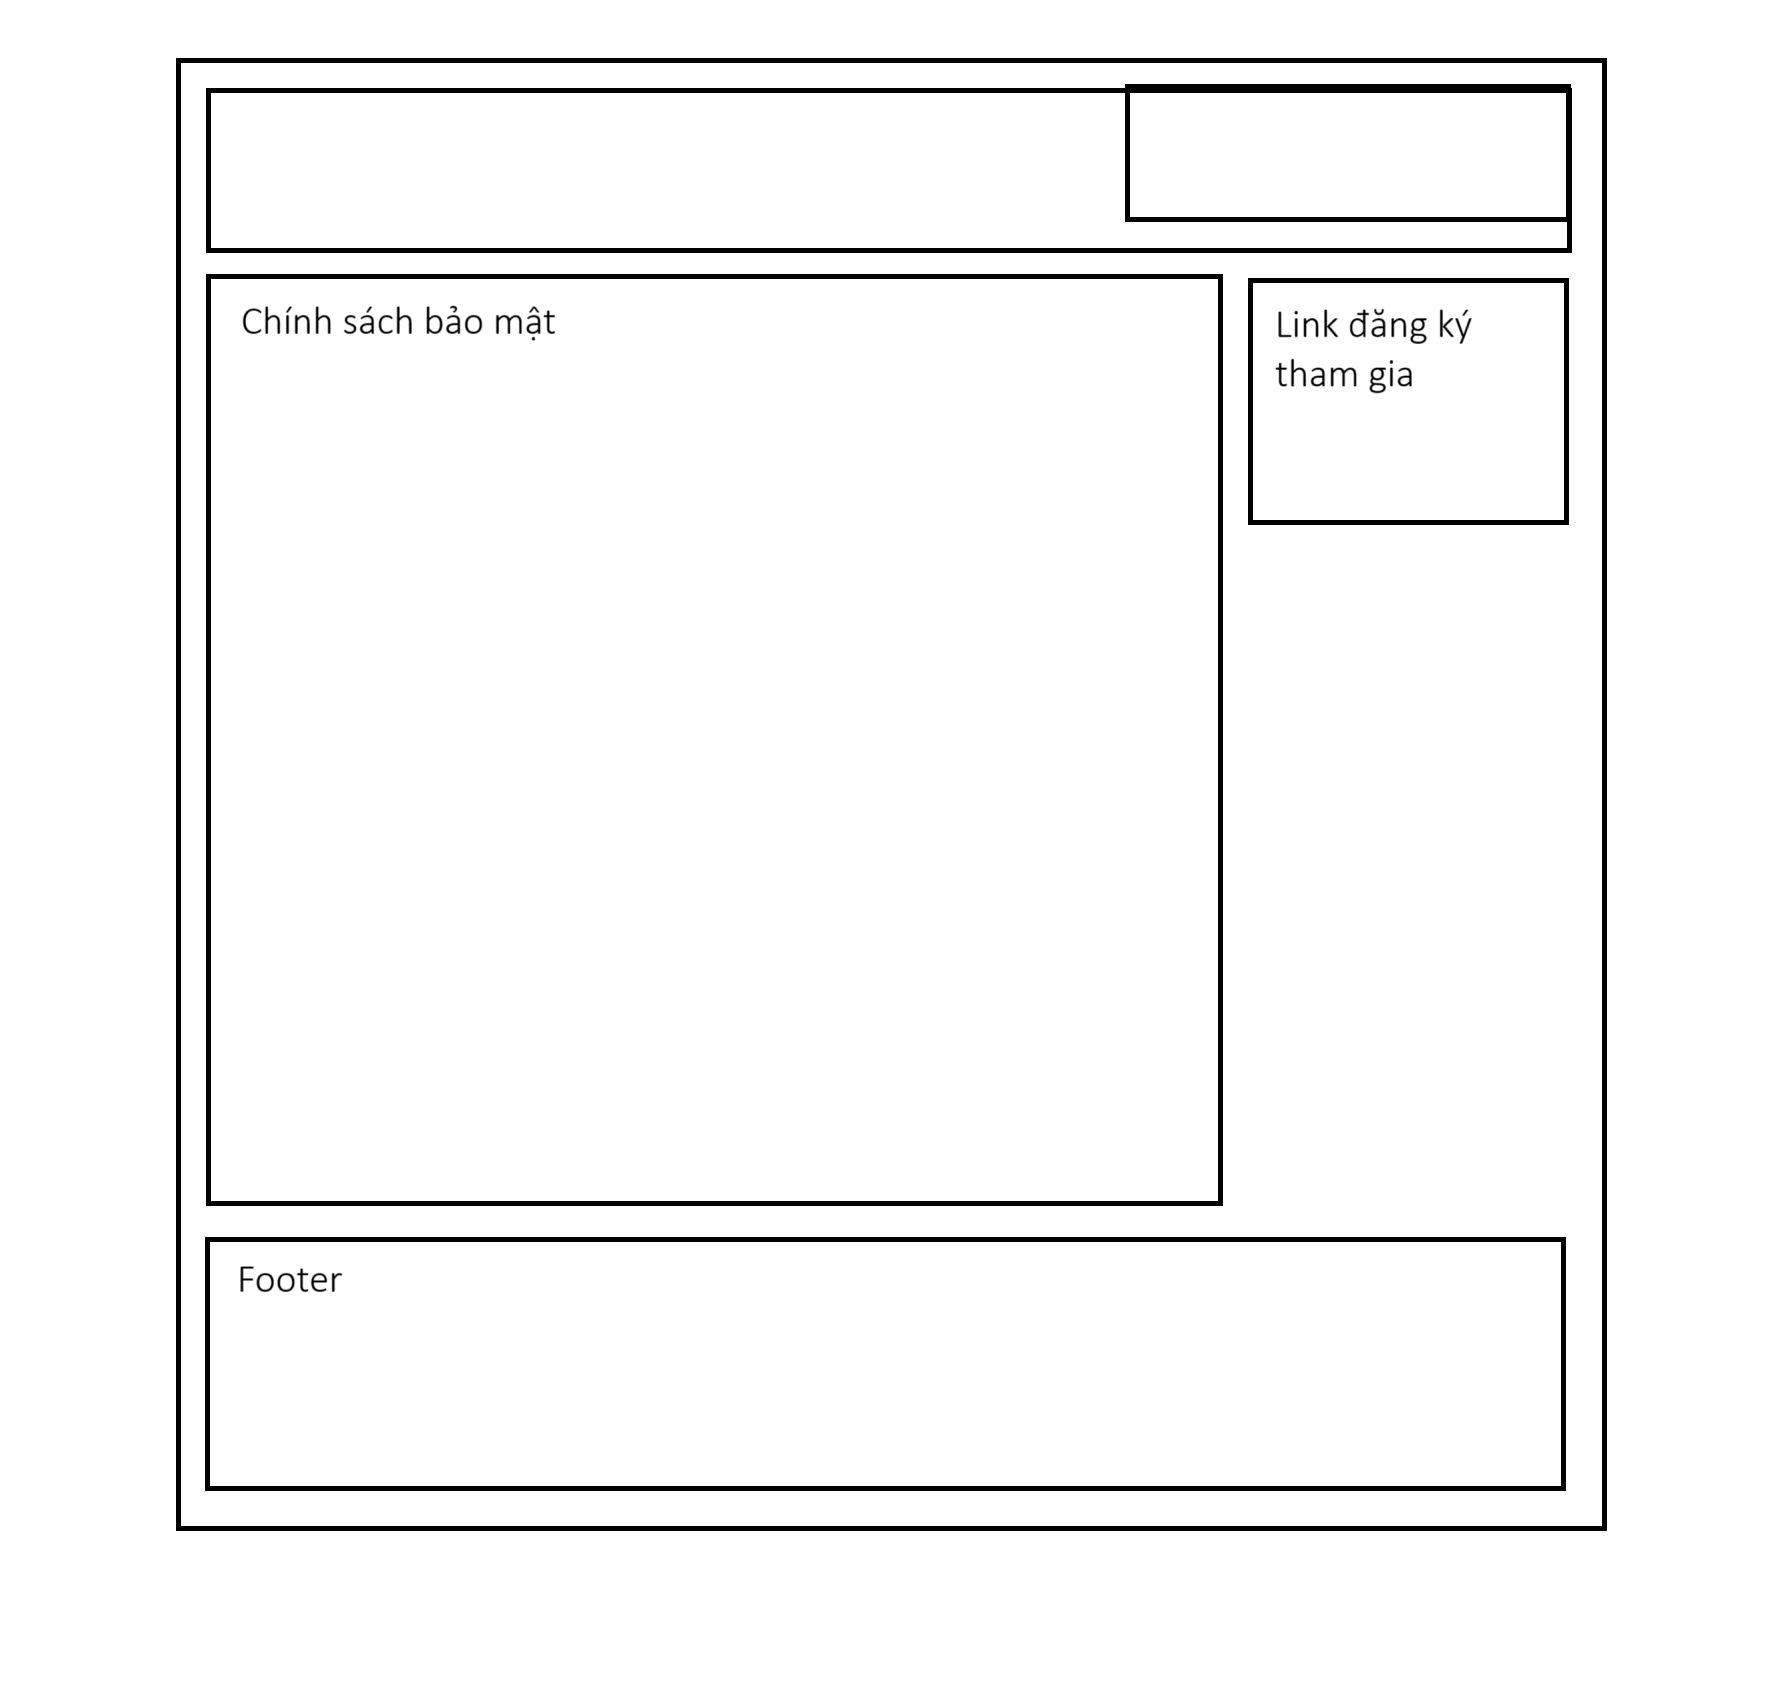 Chính sách bảo mật
Link đăng ký
tham gia
Footer